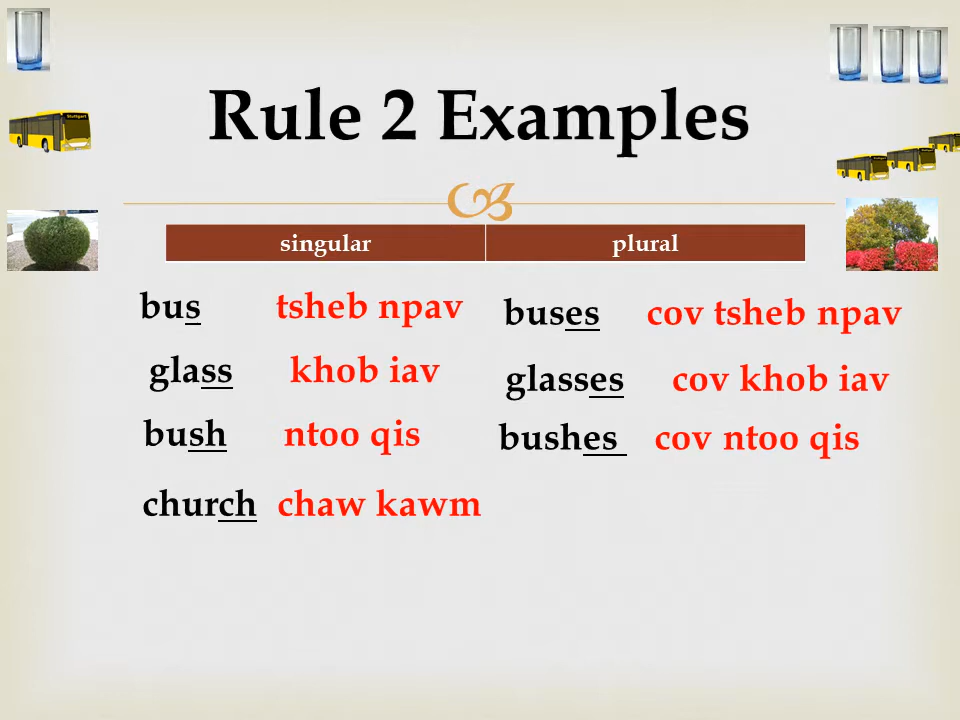 Rule 2 Examples
singular plural
bus tsheb npav buses cov tsheb npav
glass khob iav glasses cov khob iav
bush ntoo qis bushes cov ntoo qis
church chaw kawm